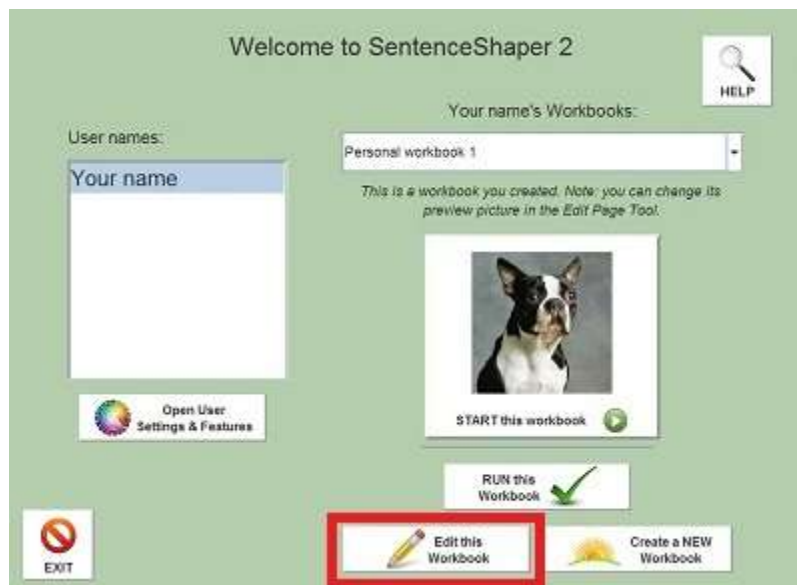 Welcome to SentenceShaper 2
HELP
Your name's Workbooks:
User names:
Personal workbook 1
Your name
This is a workbook you created. Note: you can change its
preview picture in the Edit Page Tool.
Open User
Settings & Features
START this workbook
RUN this
Workbook
EXIT
Edit this
Workbook
Create a NEW
Workbook